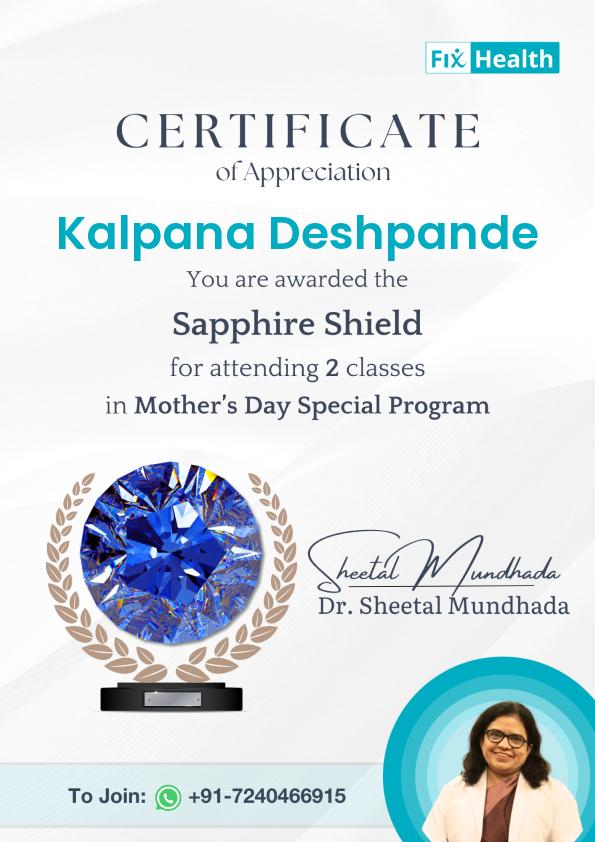 Fix Health
CERTIFICATE
of Appreciation
Kalpana Deshpande
You are awarded the
Sapphire Shield
for attending 2 classes
in Mother’s Day Special Program
Sheetal Mundhada
Dr. Sheetal Mundhada
To Join: +91-7240466915